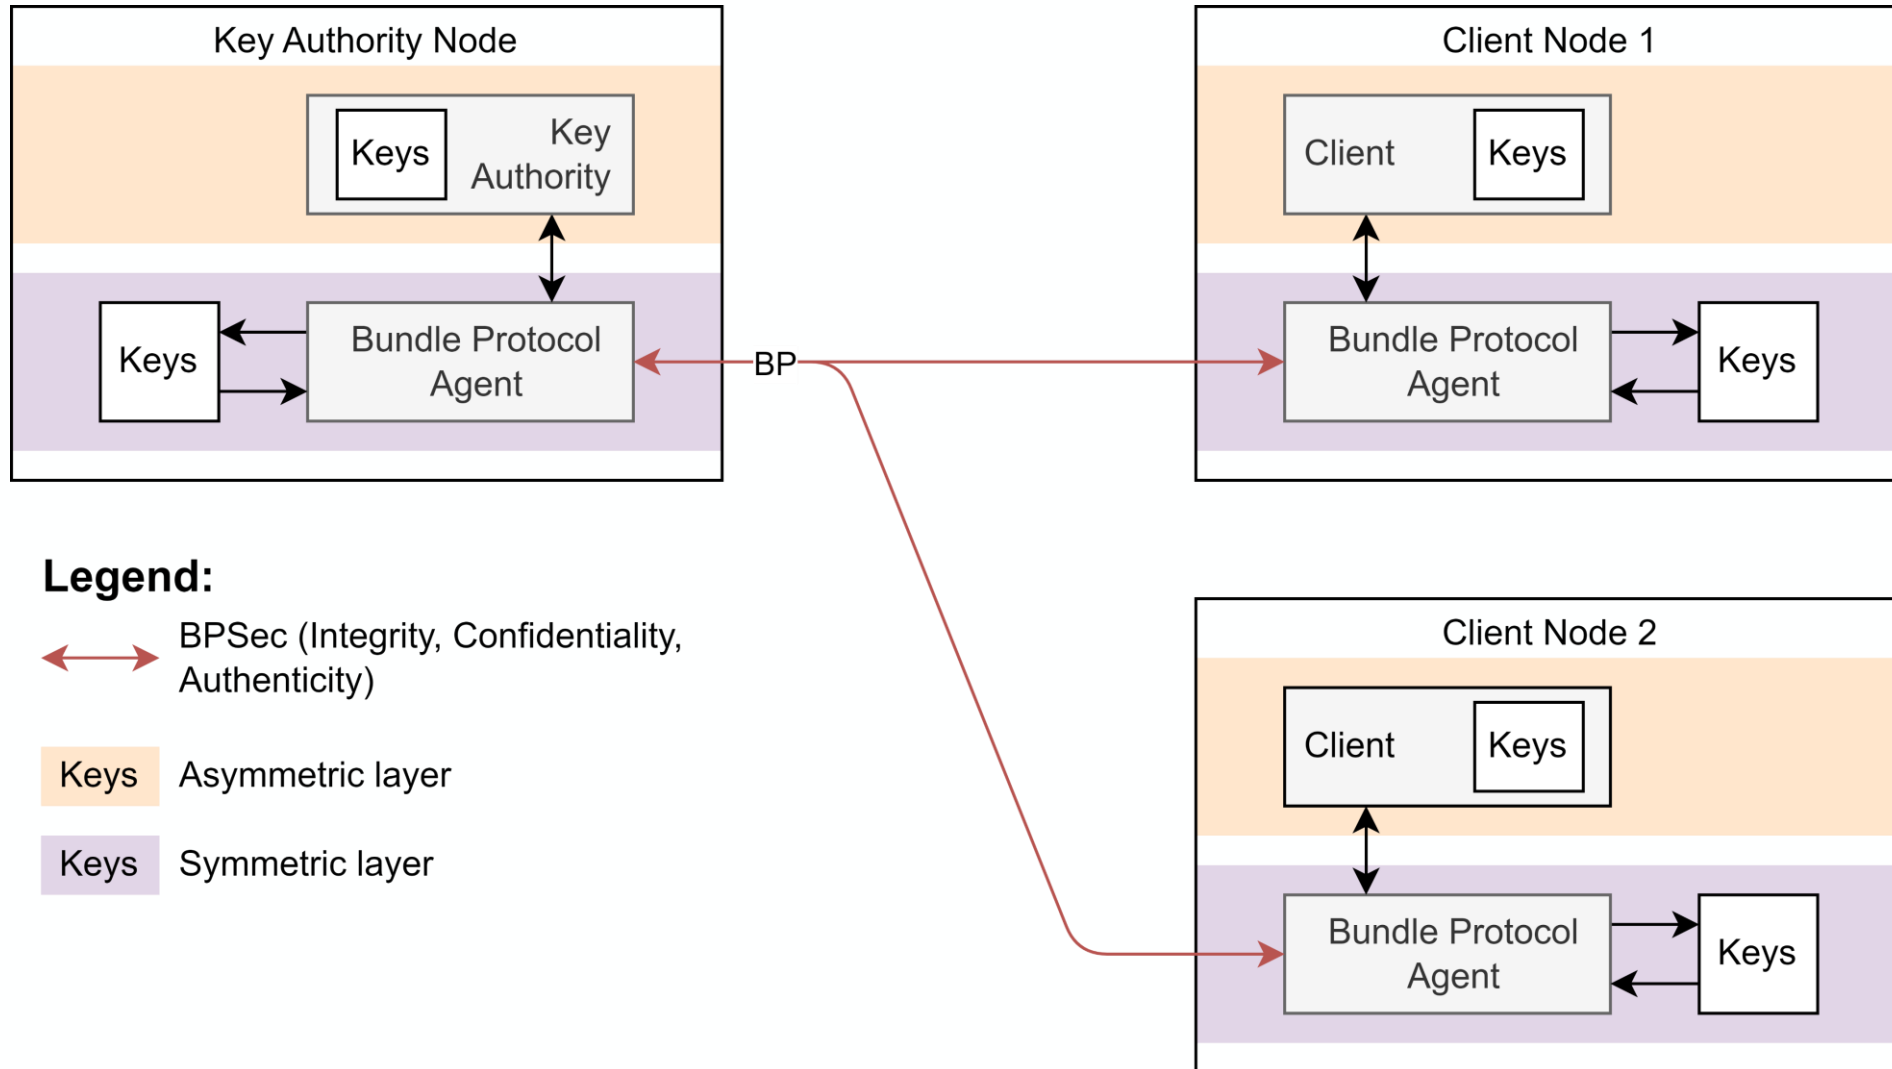 Key Authority Node
Keys
Key
Authority
Keys
Bundle Protocol
Agent
BP
Client Node 1
Client
Keys
Bundle Protocol
Agent
Keys
Legend:
BPSec (Integrity, Confidentiality,
Authenticity)
Keys
Asymmetric layer
Keys
Symmetric layer
Client Node 2
Client
Keys
Bundle Protocol
Agent
Keys